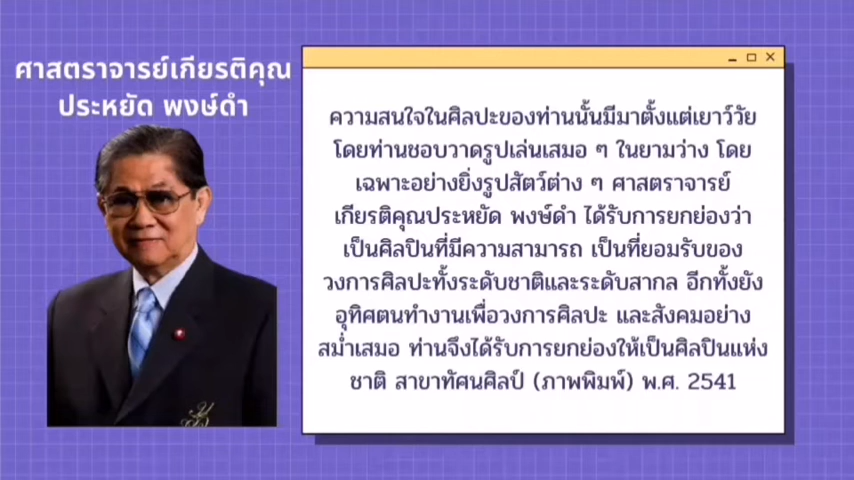 ศาสตราจารย์เกียรติคุณ
ประหยัด พงษ์ดำ
ความสนใจในศิลปะของท่านนั้นมีมาตั้งแต่เยาว์วัย
โดยท่านชอบวาดรูปเล่นเสมอ ๆ ในยามว่าง โดย
เฉพาะอย่างยิ่งรูปสัตว์ต่าง ๆ ศาสตราจารย์
เกียรติคุณประหยัด พงษ์ดำ ได้รับการยกย่องว่า
เป็นศิลปินที่มีความสามารถ เป็นที่ยอมรับของ
วงการศิลปะทั้งระดับชาติและระดับสากล อีกทั้งยัง
อุทิศตนทำงานเพื่อวงการศิลปะ และสังคมอย่าง
สม่ำเสมอ ท่านจึงได้รับการยกย่องให้เป็นศิลปินแห่ง
ชาติ สาขาทัศนศิลป์ (ภาพพิมพ์) พ.ศ. 2541